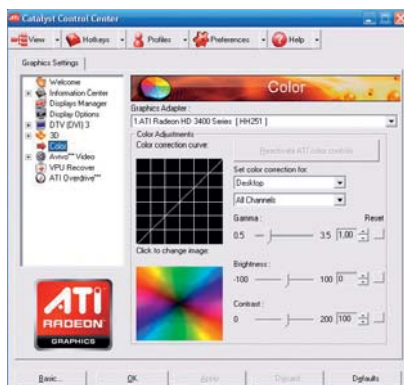 Catalyst Control Center
View Hotkeys Profiles Preferences Help
Graphics Settings
Welcome
Information Center
Displays Manager
Display Options
DTV (DVI) 3
3D
Color
Avivo™ Video
VPU Recover
ATI Overdrive™
Color
Graphics Adapter :
1.ATI Radeon HD 3400 Series [ HH251 ]
Color Adjustments
Color correction curve:
Reactivate ATI color controls
Set color correction for:
Desktop
All Channels
Gamma : Reset
0.5 3.5 1,00
Click to change image:
Brightness :
-100 100 0
Contrast :
0 200 100
ATI
RADEON
GRAPHICS
Basic... OK Apply Discard Defaults